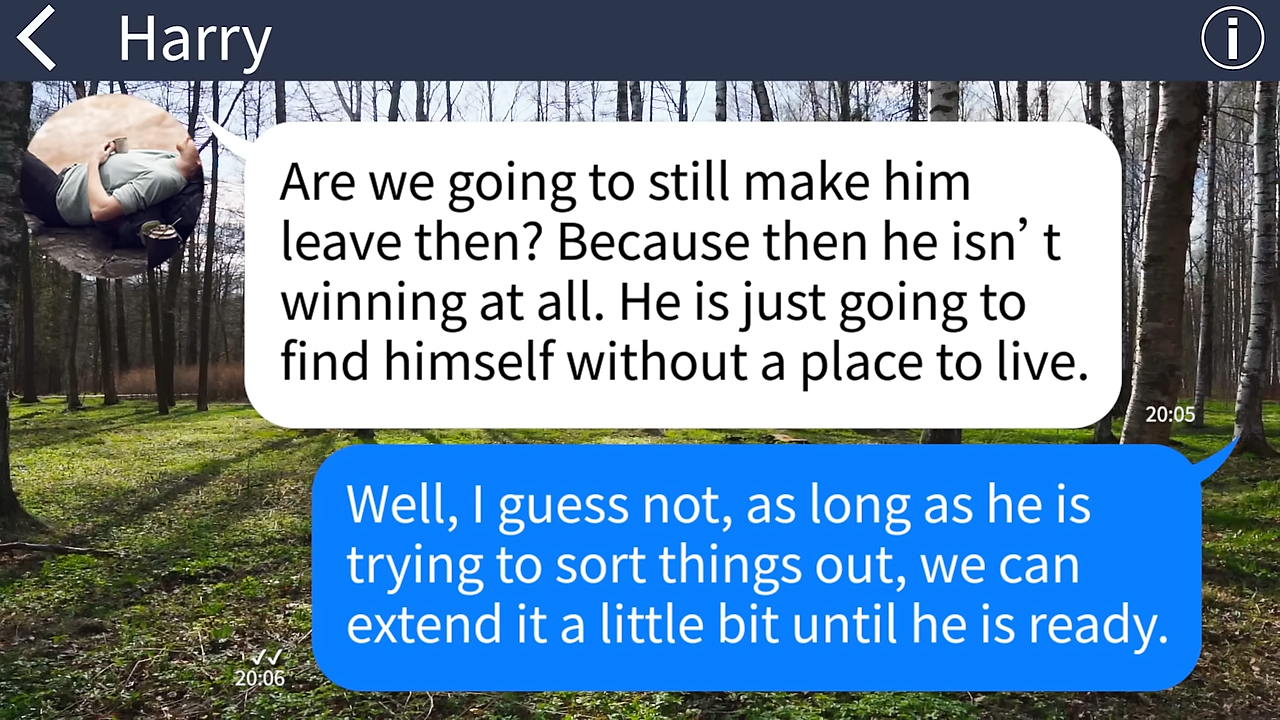 Harry
Are we going to still make him
leave then? Because then he isn’ t
winning at all. He is just going to
find himself without a place to live.
20:05
Well, I guess not, as long as he is
trying to sort things out, we can
extend it a little bit until he is ready.
20:06